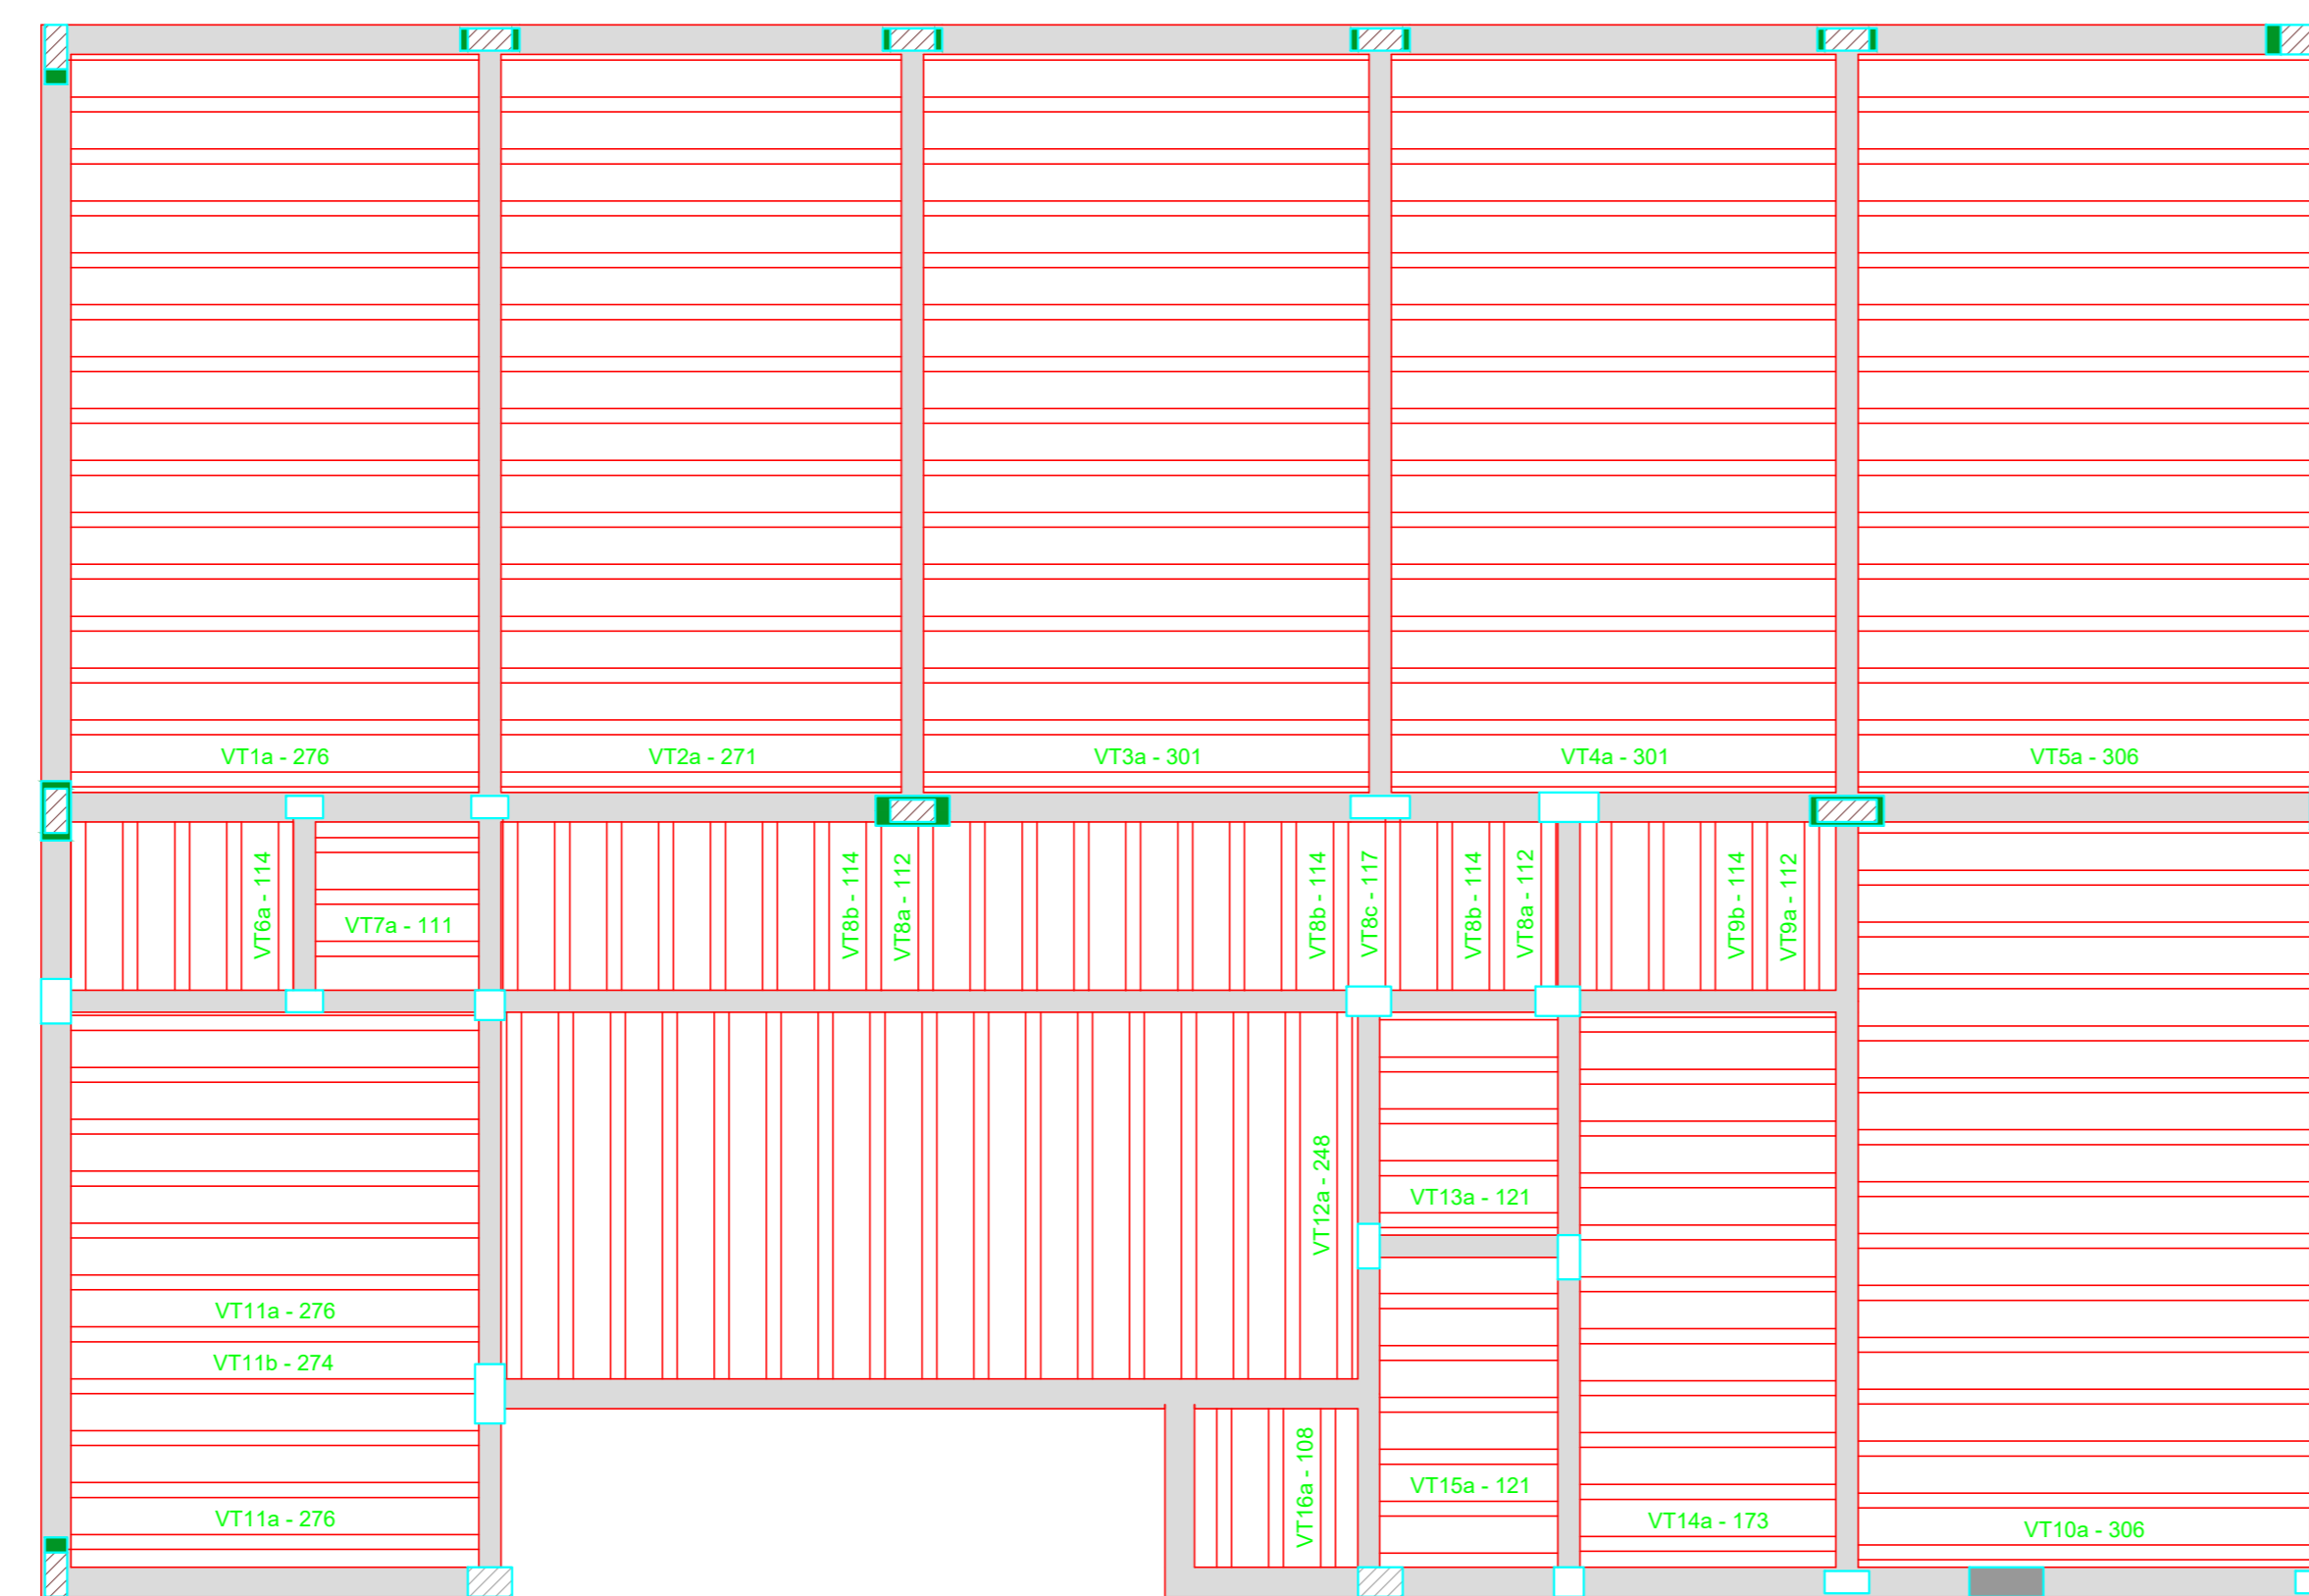 VT1a - 276
VT2a - 271
VT3a - 301
VT4a - 301
VT5a - 306
VT6a - 114
VT7a - 111
VT8b - 114
VT8a - 112
VT8b - 114
VT8c - 117
VT8b - 114
VT8a - 112
VT9b - 114
VT9a - 112
VT12a - 248
VT13a - 121
VT11a - 276
VT11b - 274
VT16a - 108
VT15a - 121
VT11a - 276
VT14a - 173
VT10a - 306